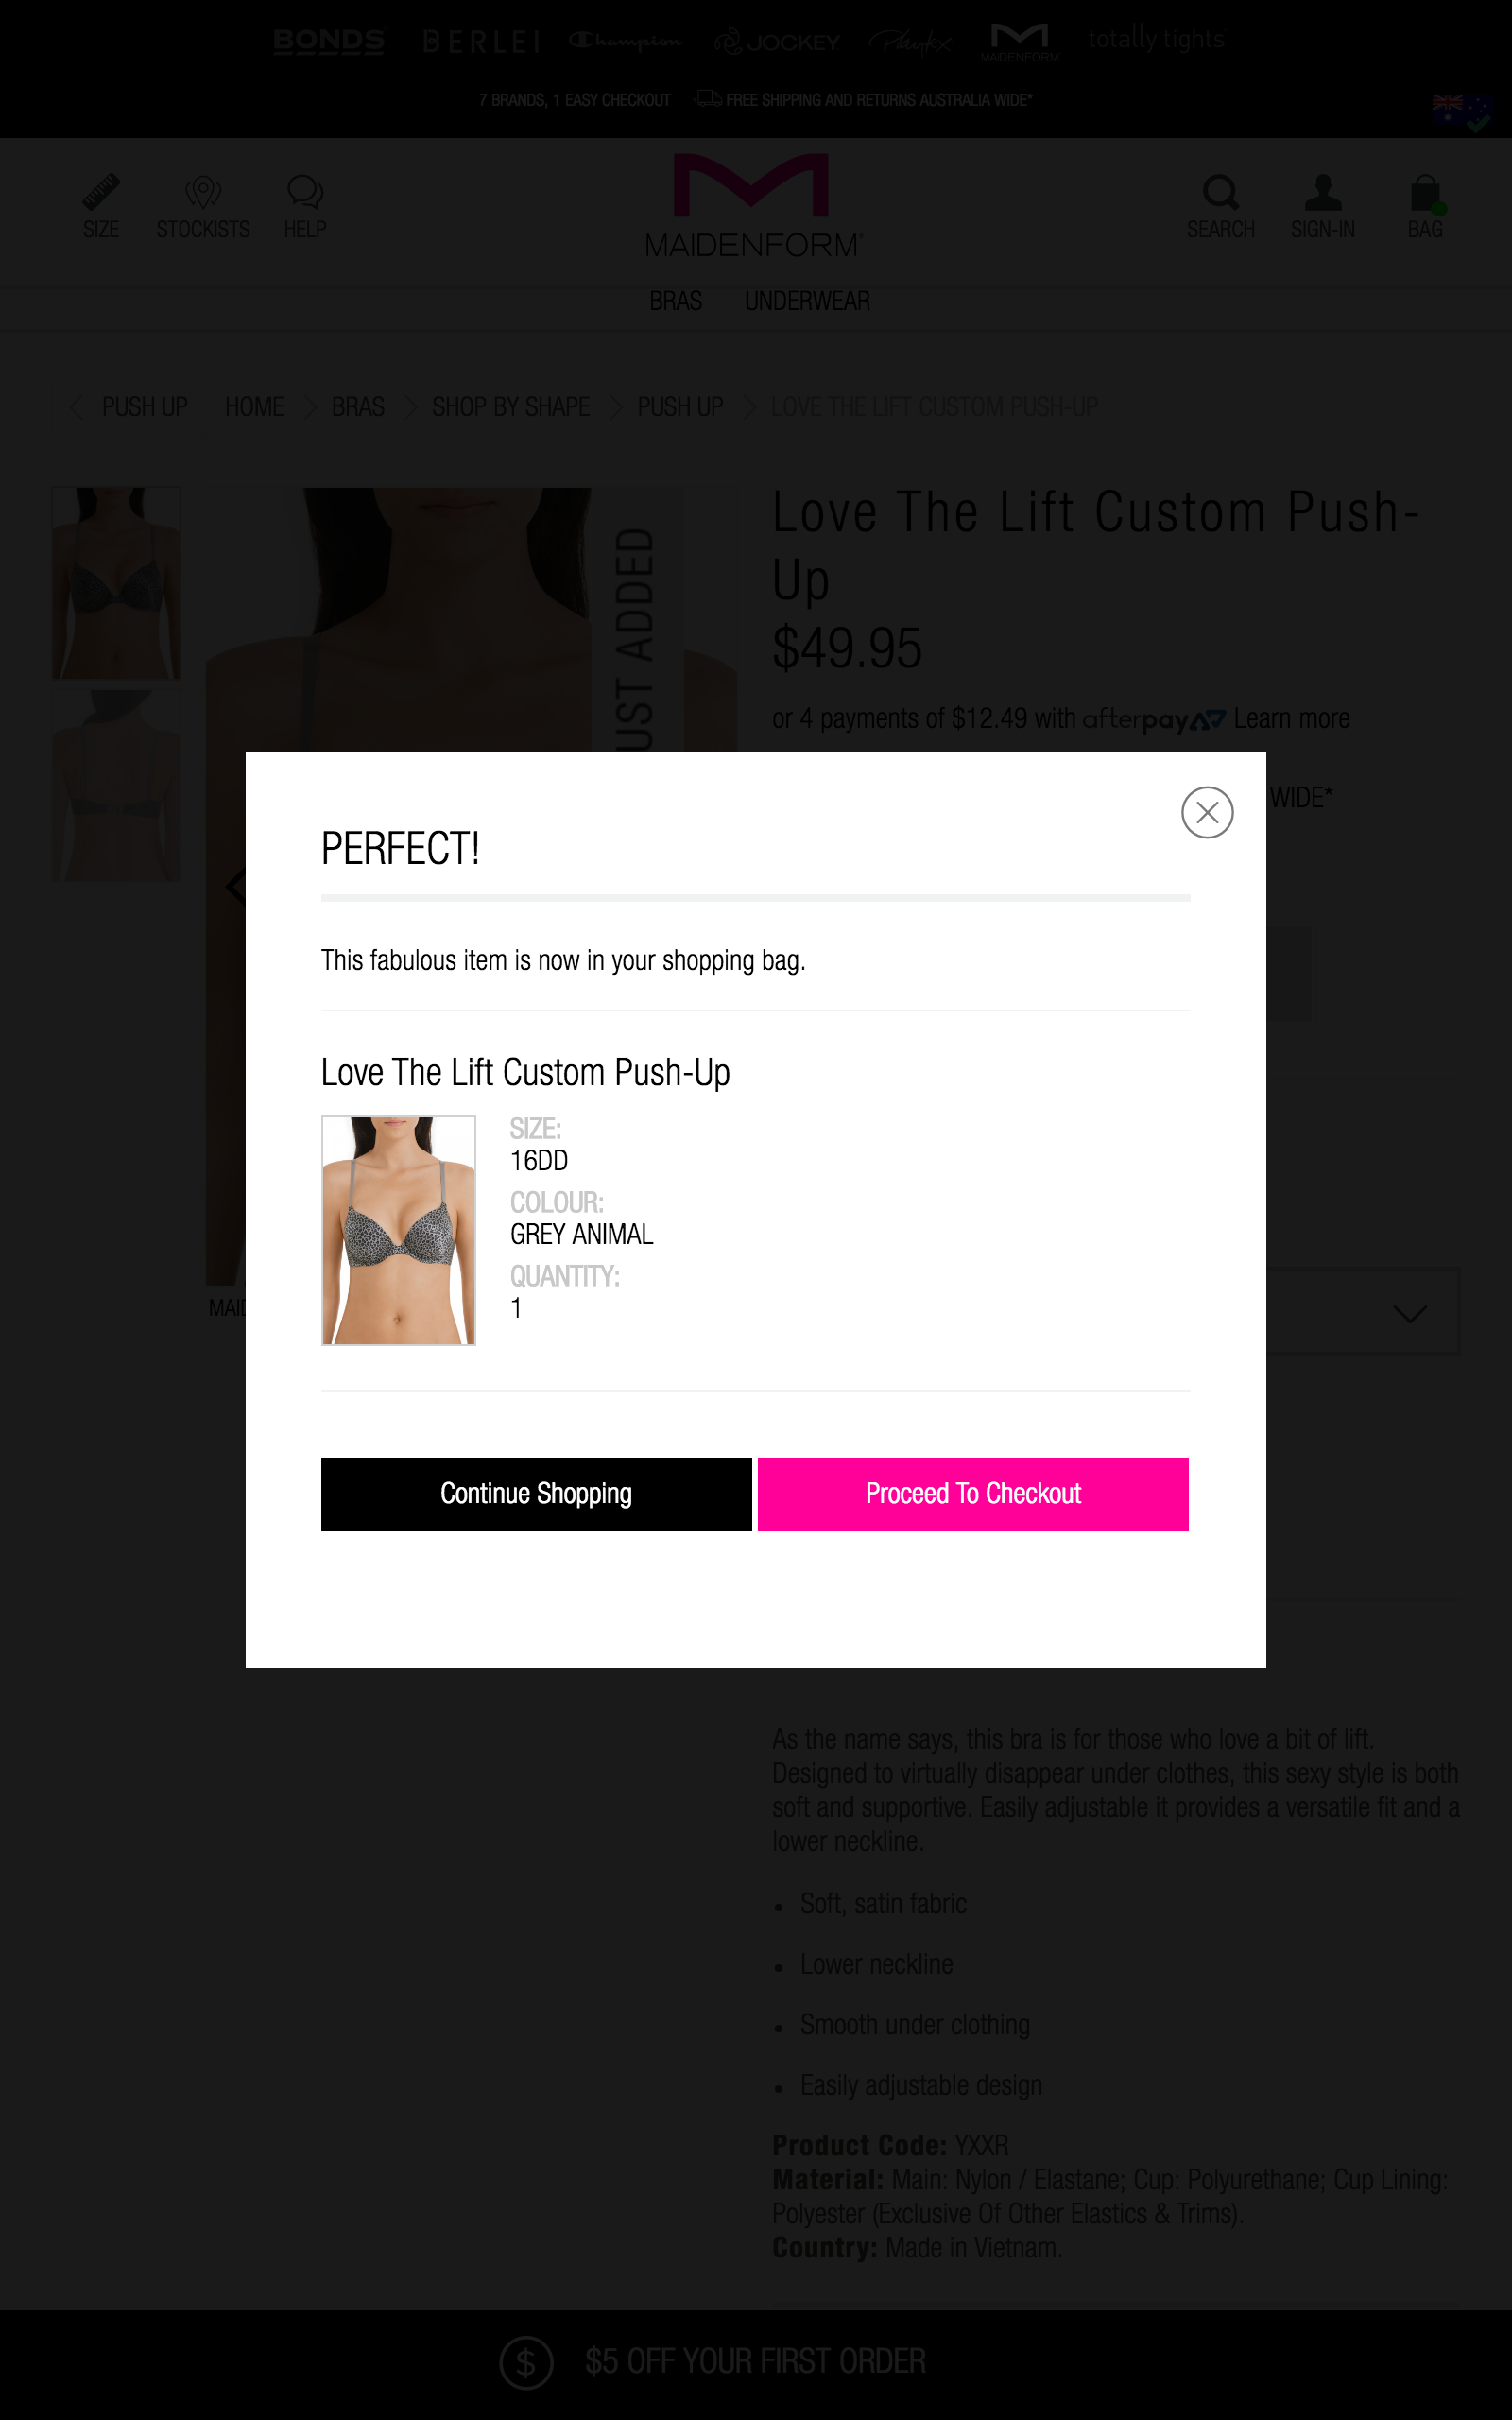 BONDS BERLEI Champion JOCKEY Playtex MAIDENFORM totally tights
7 BRANDS, 1 EASY CHECKOUT FREE SHIPPING AND RETURNS AUSTRALIA WIDE*
SIZE STOCKISTS HELP
MAIDENFORM
SEARCH SIGN-IN BAG
BRAS UNDERWEAR
PUSH UP HOME BRAS SHOP BY SHAPE PUSH UP LOVE THE LIFT CUSTOM PUSH-UP
UST ADDED
Love The Lift Custom Push-
Up
$49.95
or 4 payments of $12.49 with afterpay Learn more
WIDE*
PERFECT!
This fabulous item is now in your shopping bag.
Love The Lift Custom Push-Up
SIZE:
16DD
COLOUR:
GREY ANIMAL
QUANTITY:
1
MAID
Continue Shopping Proceed To Checkout
As the name says, this bra is for those who love a bit of lift.
Designed to virtually disappear under clothes, this sexy style is both
soft and supportive. Easily adjustable it provides a versatile fit and a
lower neckline.
• Soft, satin fabric
• Lower neckline
• Smooth under clothing
• Easily adjustable design
Product Code: YXXR
Material: Main: Nylon / Elastane; Cup: Polyurethane; Cup Lining:
Polyester (Exclusive Of Other Elastics & Trims).
Country: Made in Vietnam.
$ $5 OFF YOUR FIRST ORDER